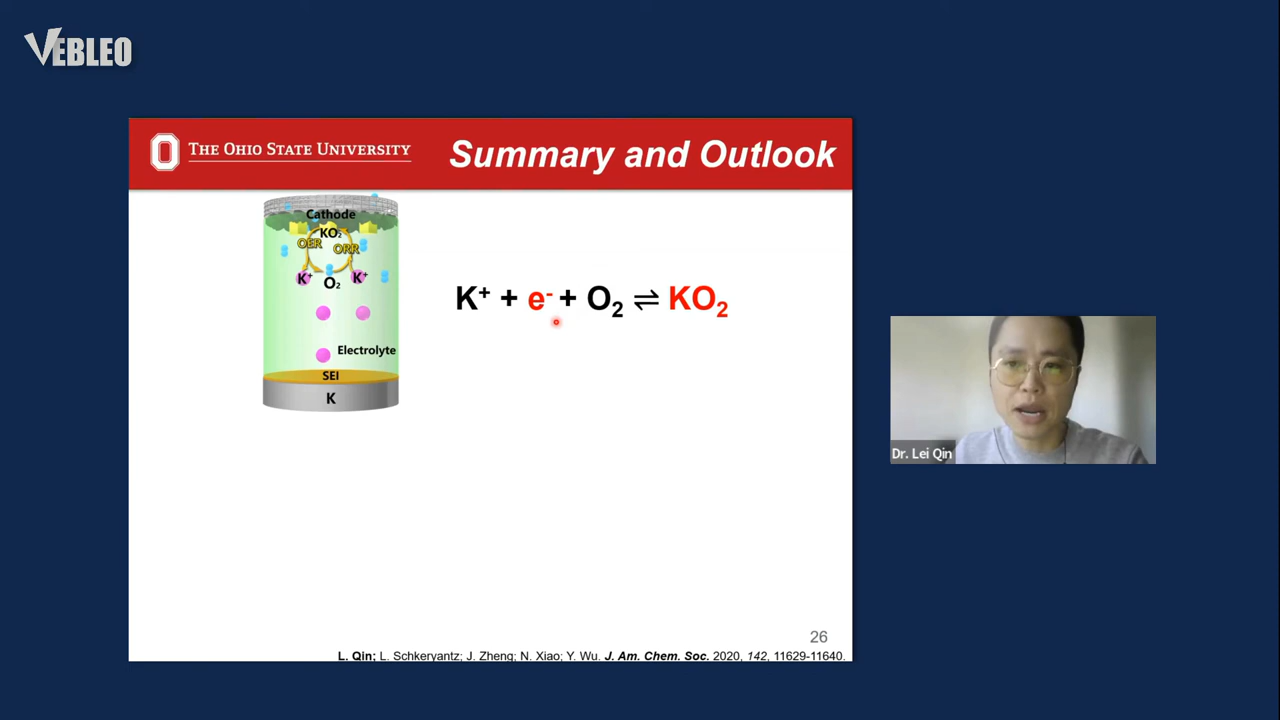 VEBLEO
THE OHIO STATE UNIVERSITY
Summary and Outlook
Cathode
KO₂
OER
ORR
K⁺
O₂
K⁺
Electrolyte
SEI
K
K⁺ + e⁻ + O₂ ⇌ KO₂
Dr. Lei Qin
26
L. Qin; L. Schkeryantz; J. Zheng; N. Xiao; Y. Wu. J. Am. Chem. Soc. 2020, 142, 11629-11640.